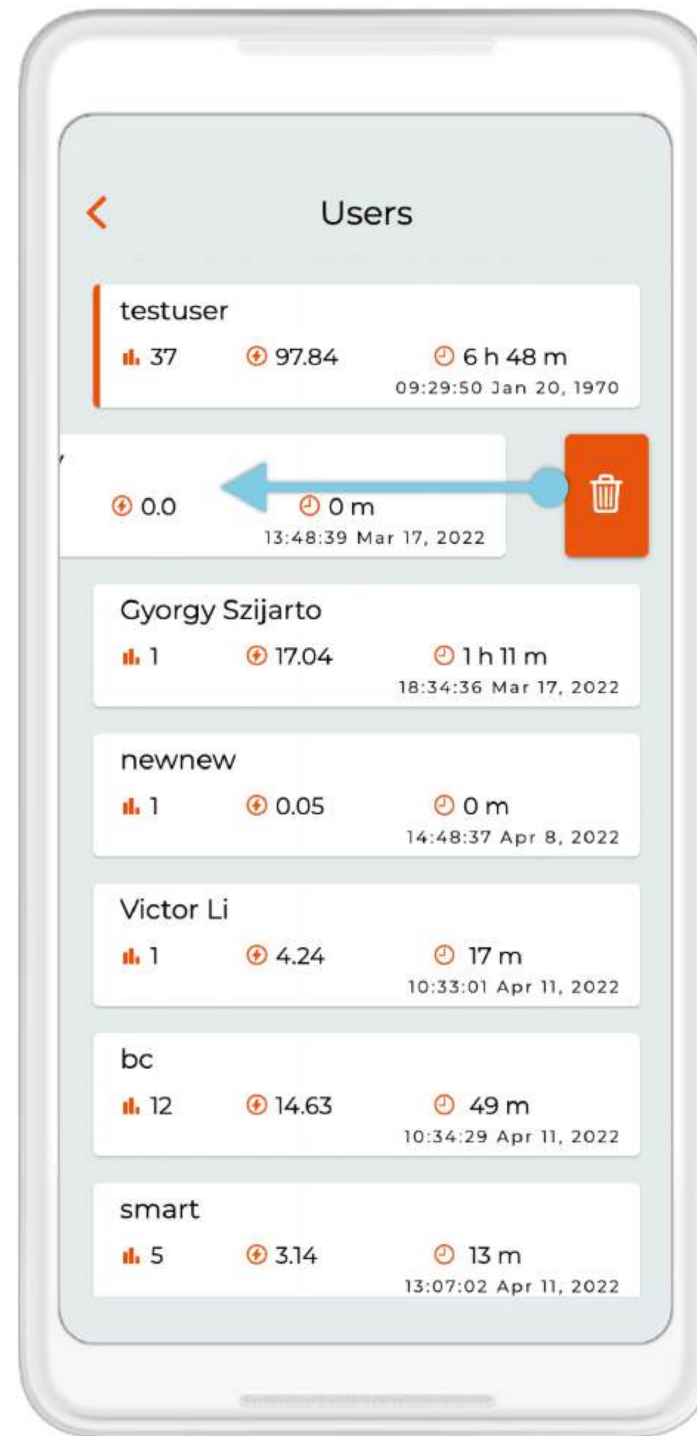 Users
testuser
37 97.84 6 h 48 m
09:29:50 Jan 20, 1970
0.0 0 m
13:48:39 Mar 17, 2022
Gyorgy Szijarto
1 17.04 1 h 11 m
18:34:36 Mar 17, 2022
newnew
1 0.05 0 m
14:48:37 Apr 8, 2022
Victor Li
1 4.24 17 m
10:33:01 Apr 11, 2022
bc
12 14.63 49 m
10:34:29 Apr 11, 2022
smart
5 3.14 13 m
13:07:02 Apr 11, 2022